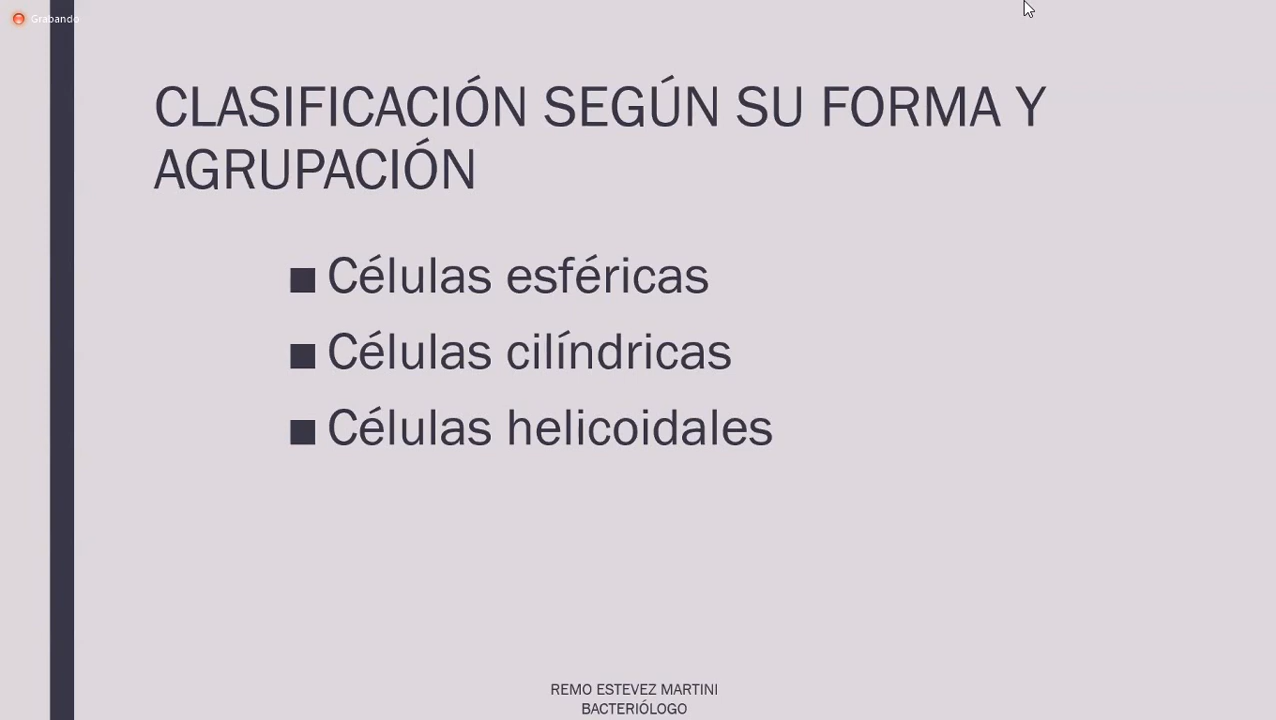 Grabando
CLASIFICACIÓN SEGÚN SU FORMA Y
AGRUPACIÓN
■ Células esféricas
■ Células cilíndricas
■ Células helicoidales
REMO ESTEVEZ MARTINI
BACTERIÓLOGO